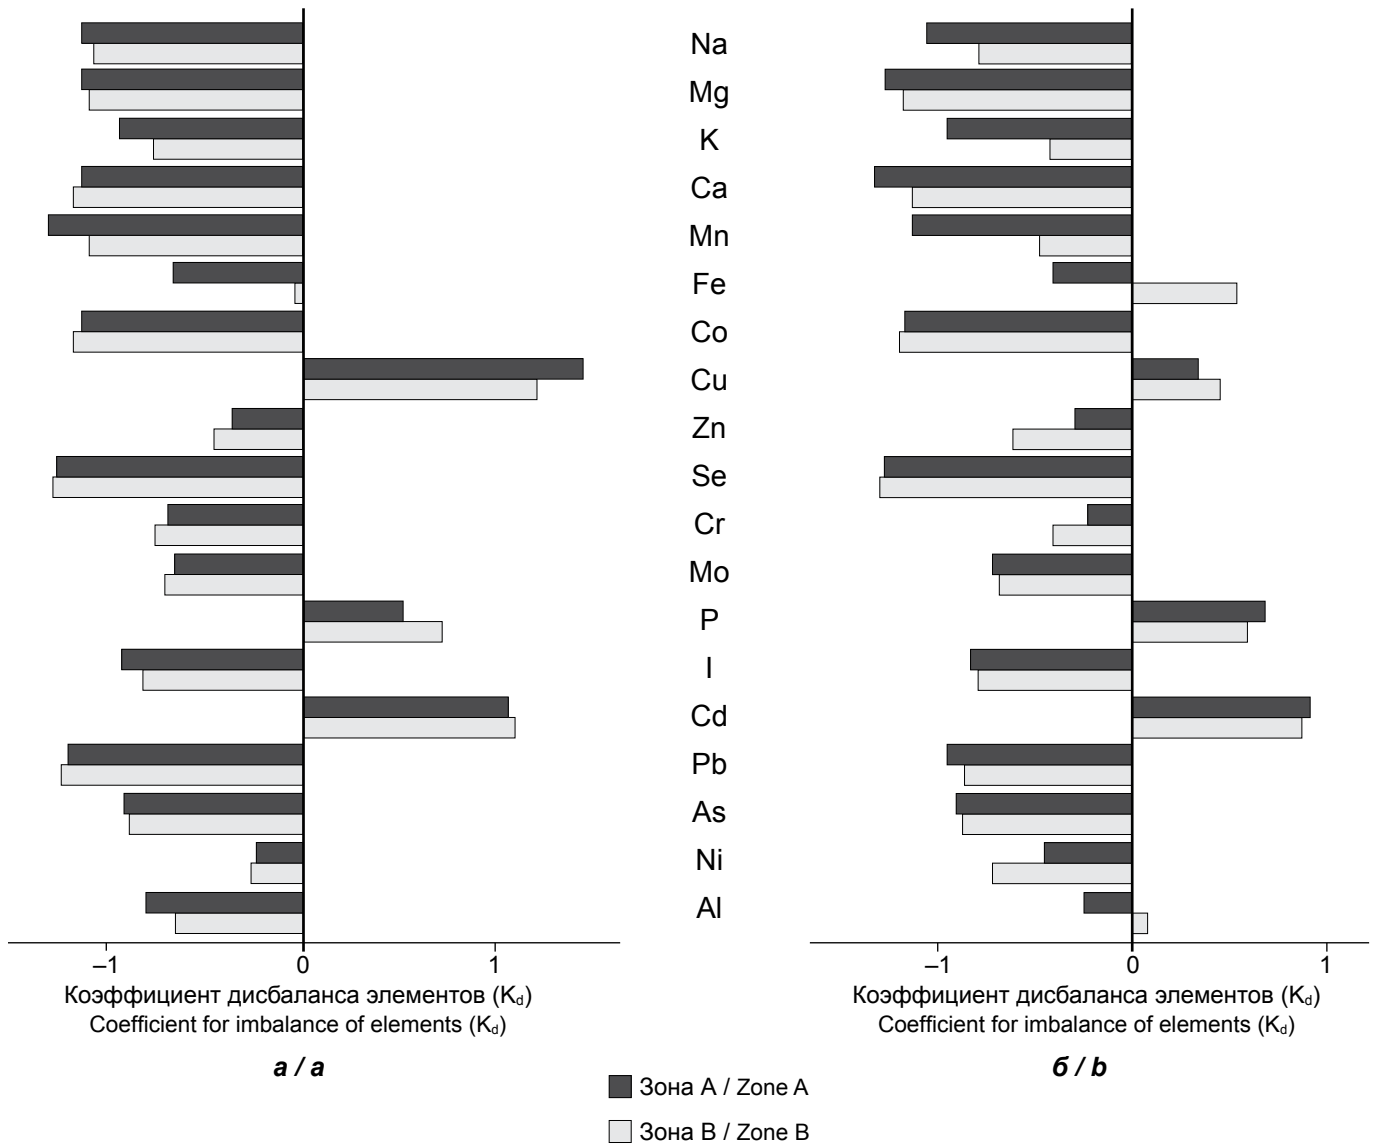 Na
Mg
K
Ca
Mn
Fe
Co
Cu
Zn
Se
Cr
Mo
P
I
Cd
Pb
As
Ni
Al
–1 0 1
Коэффициент дисбаланса элементов (Kd)
Coefficient for imbalance of elements (Kd)
а / a
–1 0 1
Коэффициент дисбаланса элементов (Kd)
Coefficient for imbalance of elements (Kd)
б / b
Зона А / Zone A
Зона В / Zone B